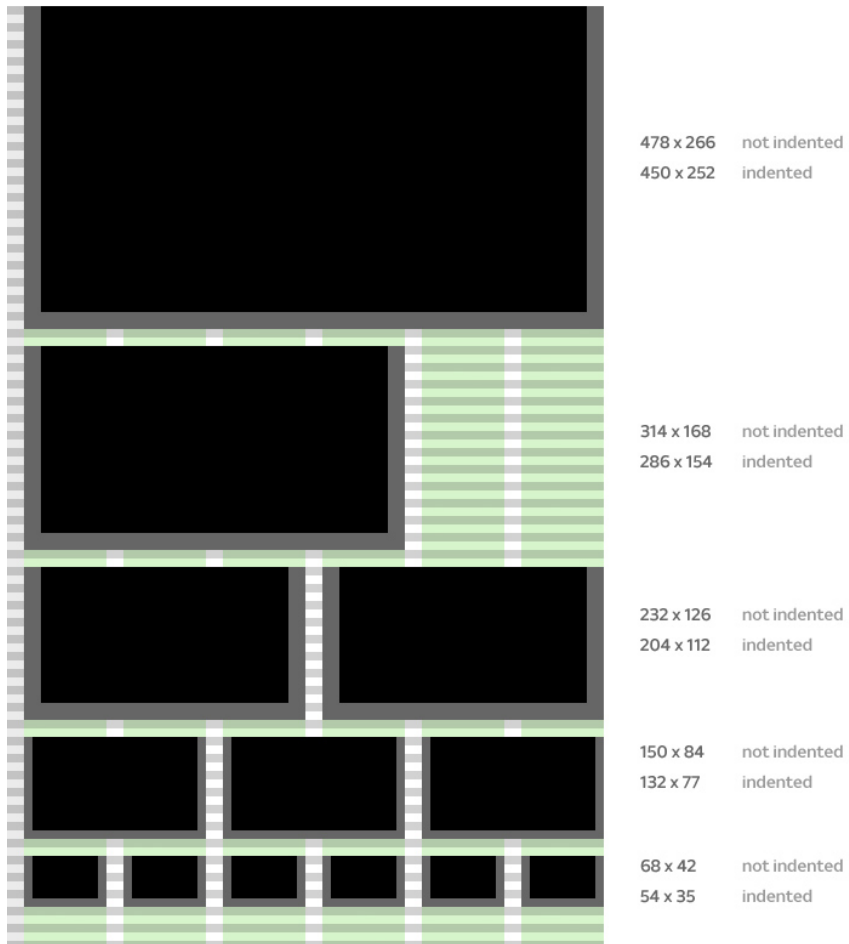 478 x 266 not indented
450 x 252 indented
314 x 168 not indented
286 x 154 indented
232 x 126 not indented
204 x 112 indented
150 x 84 not indented
132 x 77 indented
68 x 42 not indented
54 x 35 indented